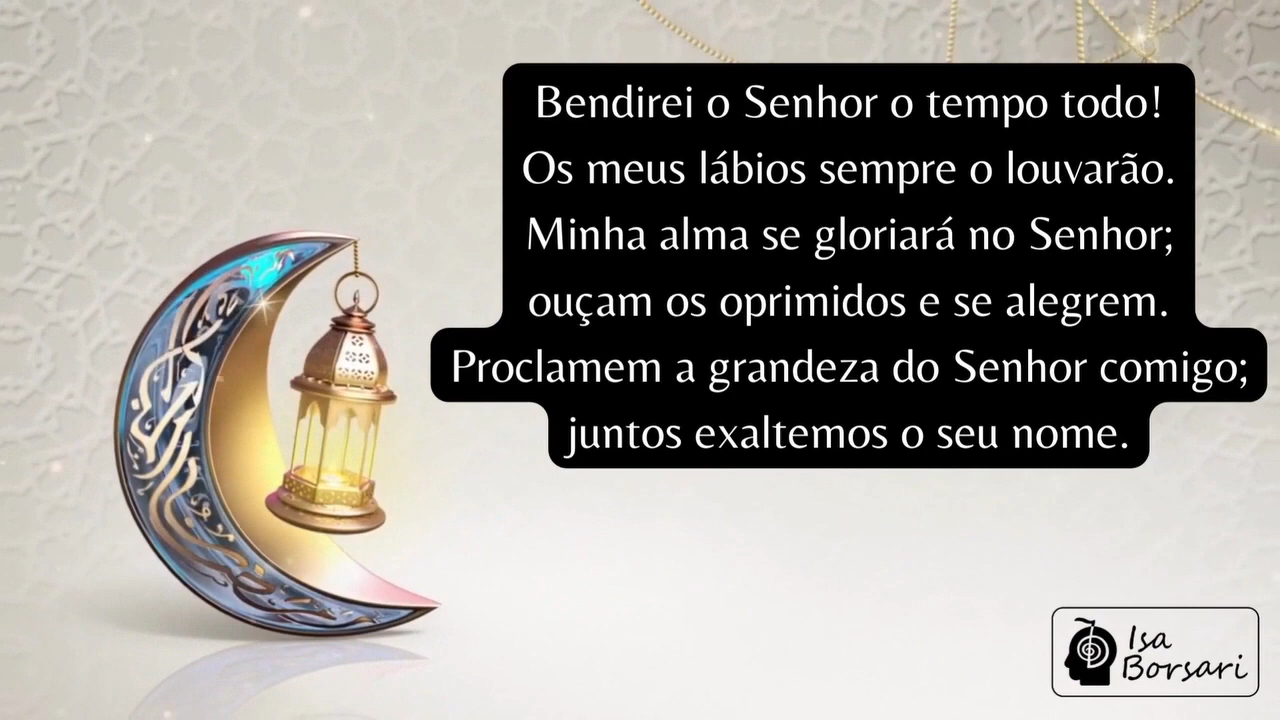 Bendirei o Senhor o tempo todo!
Os meus lábios sempre o louvarão.
Minha alma se gloriará no Senhor;
ouçam os oprimidos e se alegrem.
Proclamem a grandeza do Senhor comigo;
juntos exaltemos o seu nome.
Isa
Borsari